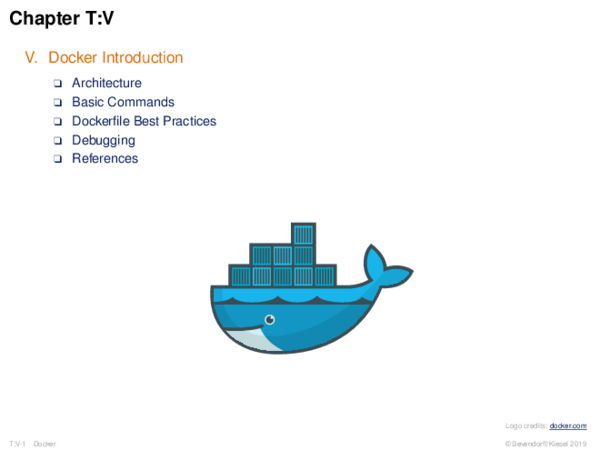 Chapter T:V
V. Docker Introduction
❑ Architecture
❑ Basic Commands
❑ Dockerfile Best Practices
❑ Debugging
❑ References
Logo credits: docker.com
T:V-1 Docker
© Bevendorff/Kiesel 2019